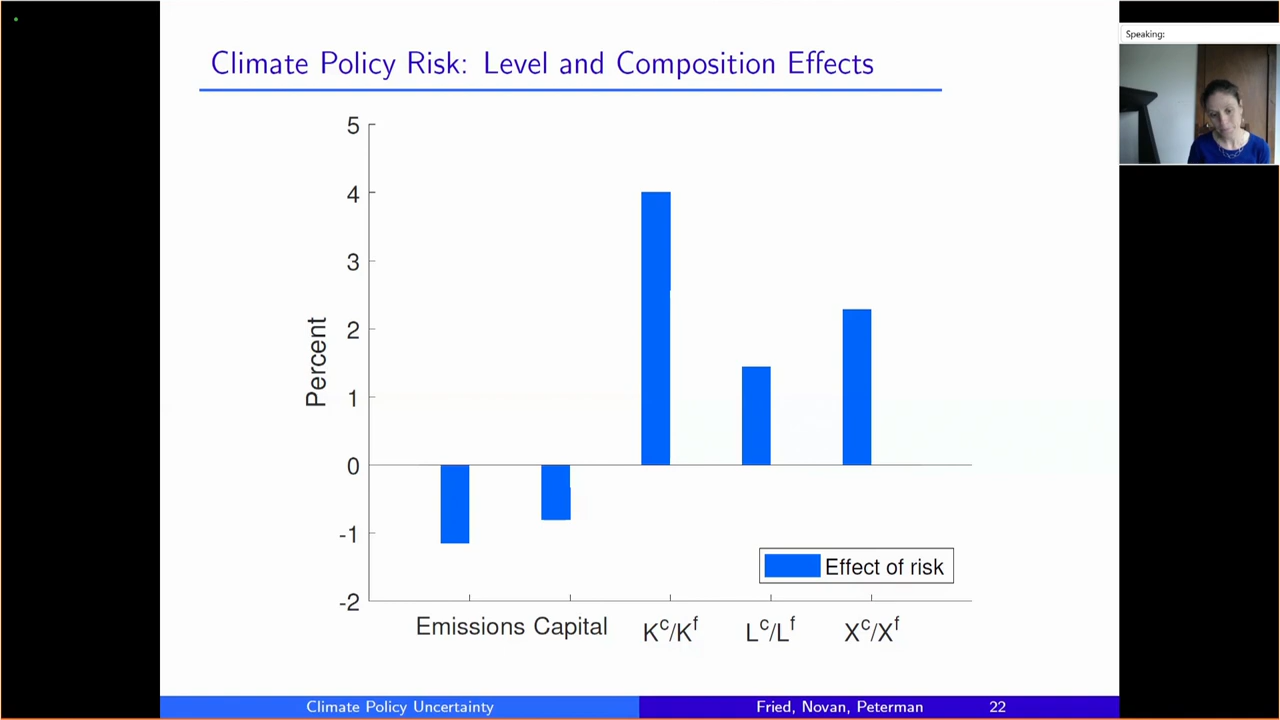 Speaking:
Climate Policy Risk: Level and Composition Effects
5
4
3
2
1
0
-1
-2
Percent
Effect of risk
Emissions Capital K^c/K^f L^c/L^f X^c/X^f
Climate Policy Uncertainty Fried, Novan, Peterman 22